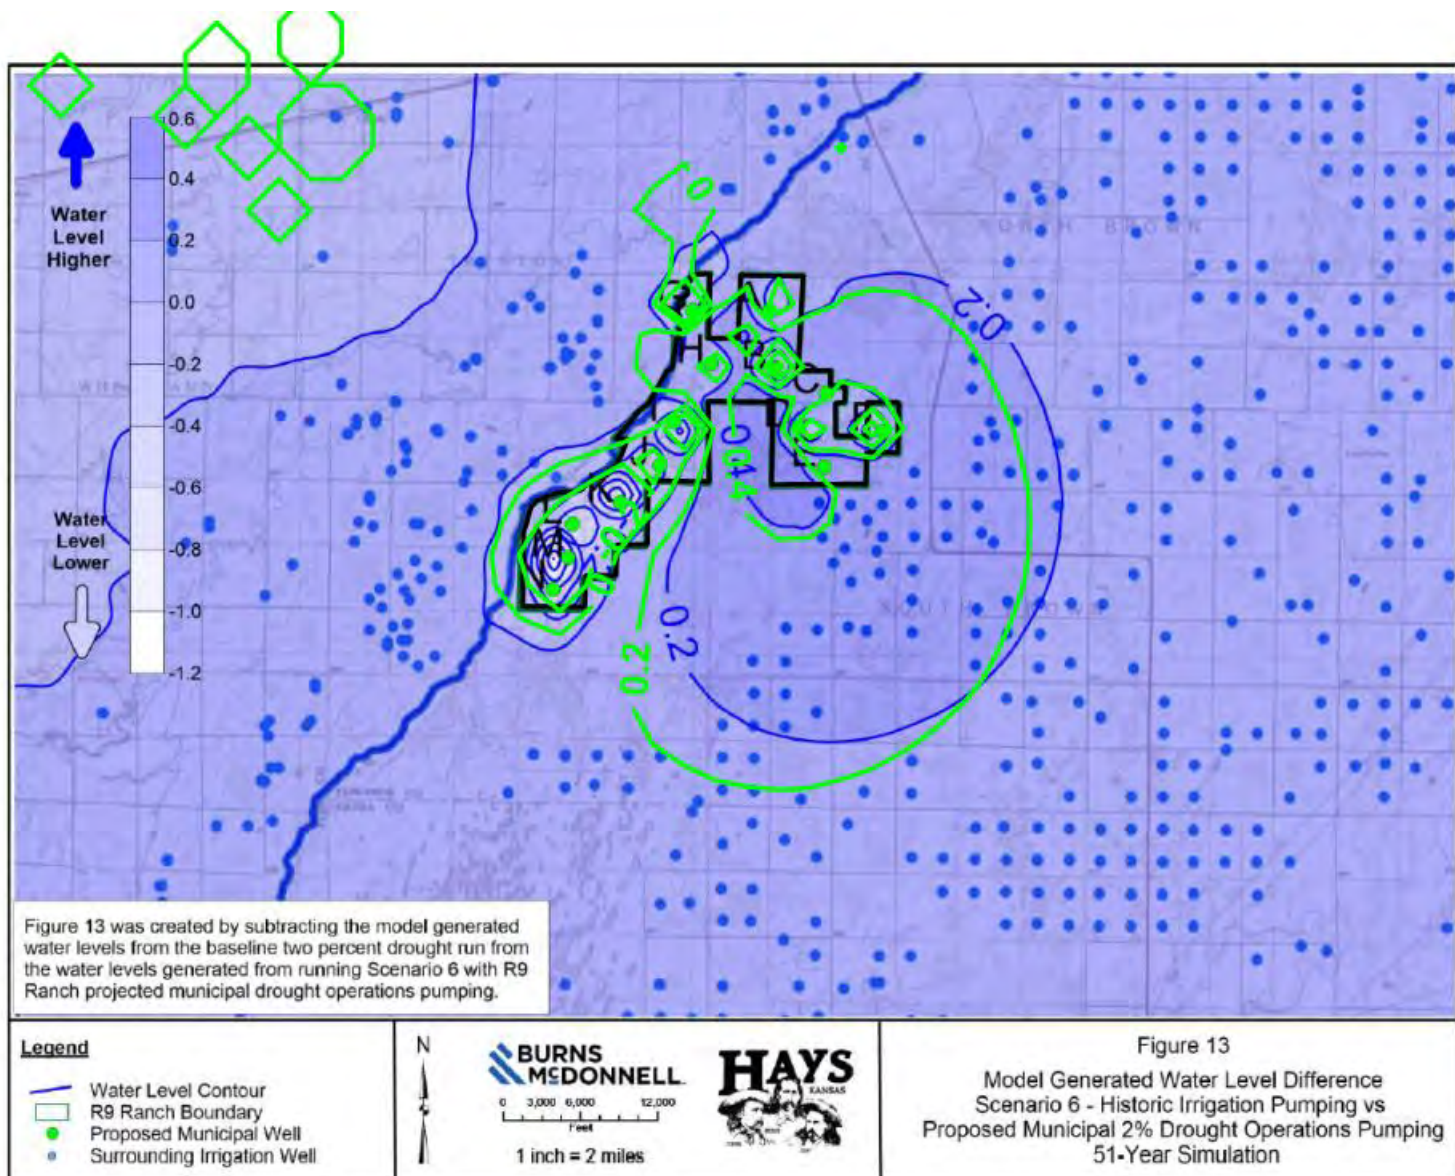 0.6
0.4
0.2
0.0
-0.2
-0.4
-0.6
-0.8
-1.0
-1.2
Water
Level
Higher
Water
Level
Lower
0
0.2
H
C
M
0.2
0.2
SOUTH BROWN
Figure 13 was created by subtracting the model generated
water levels from the baseline two percent drought run from
the water levels generated from running Scenario 6 with R9
Ranch projected municipal drought operations pumping.
Legend
Water Level Contour
R9 Ranch Boundary
Proposed Municipal Well
Surrounding Irrigation Well
N
BURNS
MCDONNELL
0 3,000 6,000 12,000
Feet
1 inch = 2 miles
HAYS
KANSAS
Figure 13
Model Generated Water Level Difference
Scenario 6 - Historic Irrigation Pumping vs
Proposed Municipal 2% Drought Operations Pumping
51-Year Simulation